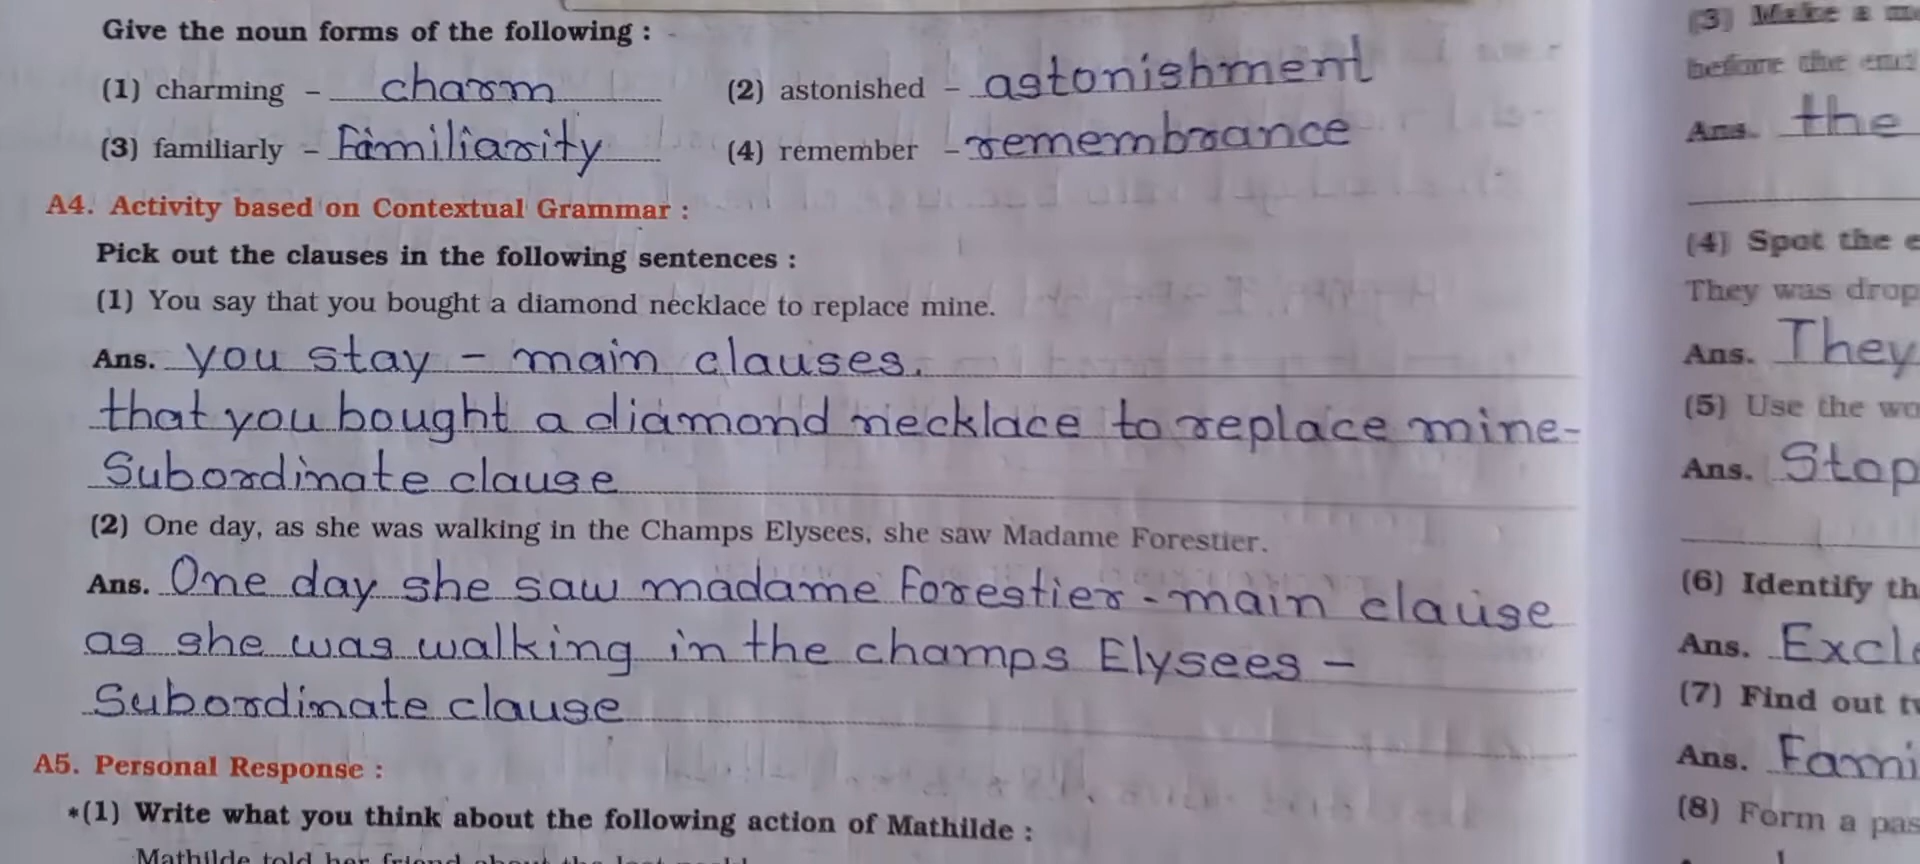 Give the noun forms of the following :
(1) charming - charm (2) astonished - astonishment
(3) familiarly - Familiarity (4) remember - remembrance
A4. Activity based on Contextual Grammar :
Pick out the clauses in the following sentences :
(1) You say that you bought a diamond necklace to replace mine.
Ans. you stay - main clauses.
that you bought a diamond necklace to replace mine-
Subordinate clause
(2) One day, as she was walking in the Champs Elysees, she saw Madame Forestier.
Ans. One day she saw madame Forestier - main clause
as she was walking in the champs Elysees -
Subordinate clause
A5. Personal Response :
*(1) Write what you think about the following action of Mathilde :
Mathilde told her friend about the
(3) Make a
before the end
Ans. the
(4) Spot the
They was
Ans. They
(5) Use the
Ans. Stop
(6) Identify
Ans.
(7) Find out
Ans.
(8) Form a